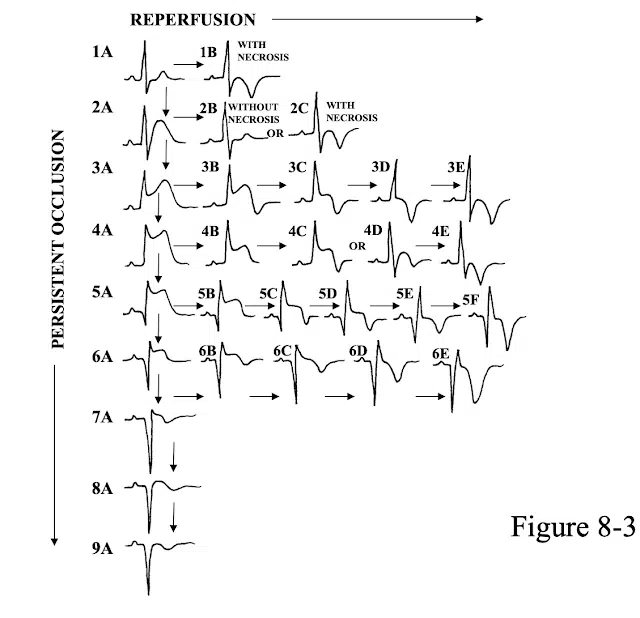 REPERFUSION
1A
1B
WITH
NECROSIS
2A
2B
WITHOUT
NECROSIS
OR
2C
WITH
NECROSIS
3A
3B
3C
3D
3E
4A
4B
4C
OR
4D
4E
5A
5B
5C
5D
5E
5F
6A
6B
6C
6D
6E
7A
8A
9A
PERSISTENT OCCLUSION
Figure 8-3